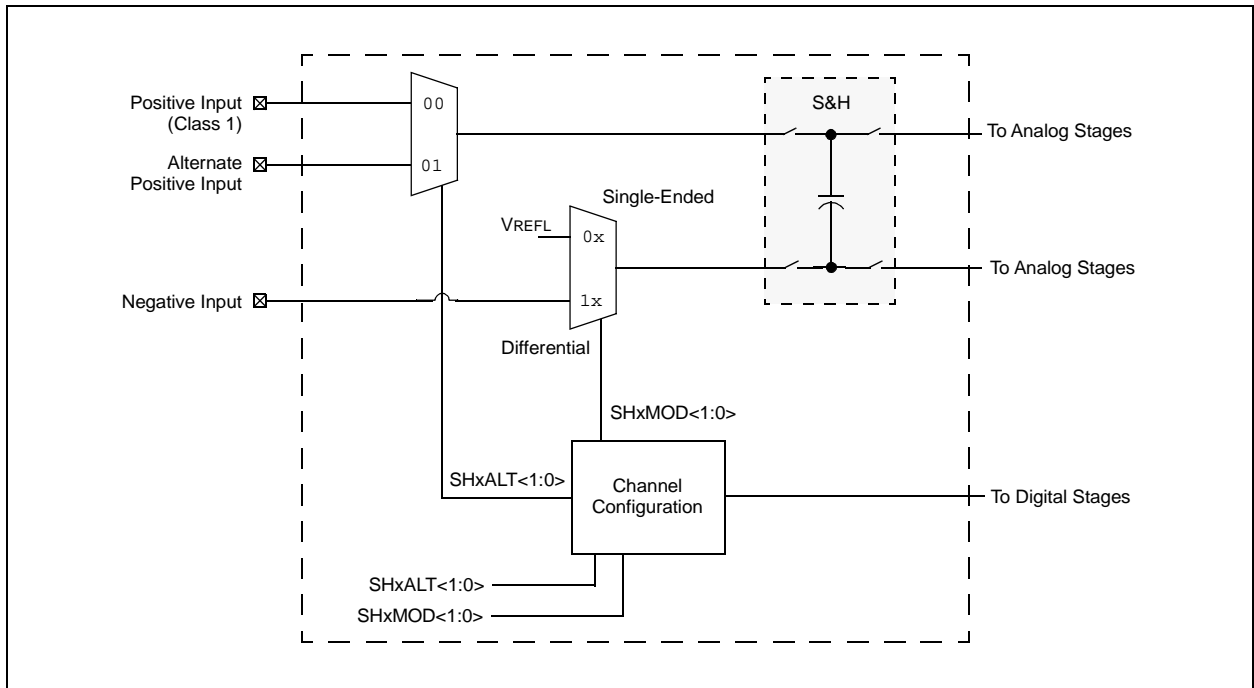 Positive Input
(Class 1)
00
S&H
To Analog Stages
Alternate
Positive Input
01
Single-Ended
VREFL
0x
To Analog Stages
Negative Input
1x
Differential
SHxMOD<1:0>
SHxALT<1:0>
Channel
Configuration
To Digital Stages
SHxALT<1:0>
SHxMOD<1:0>